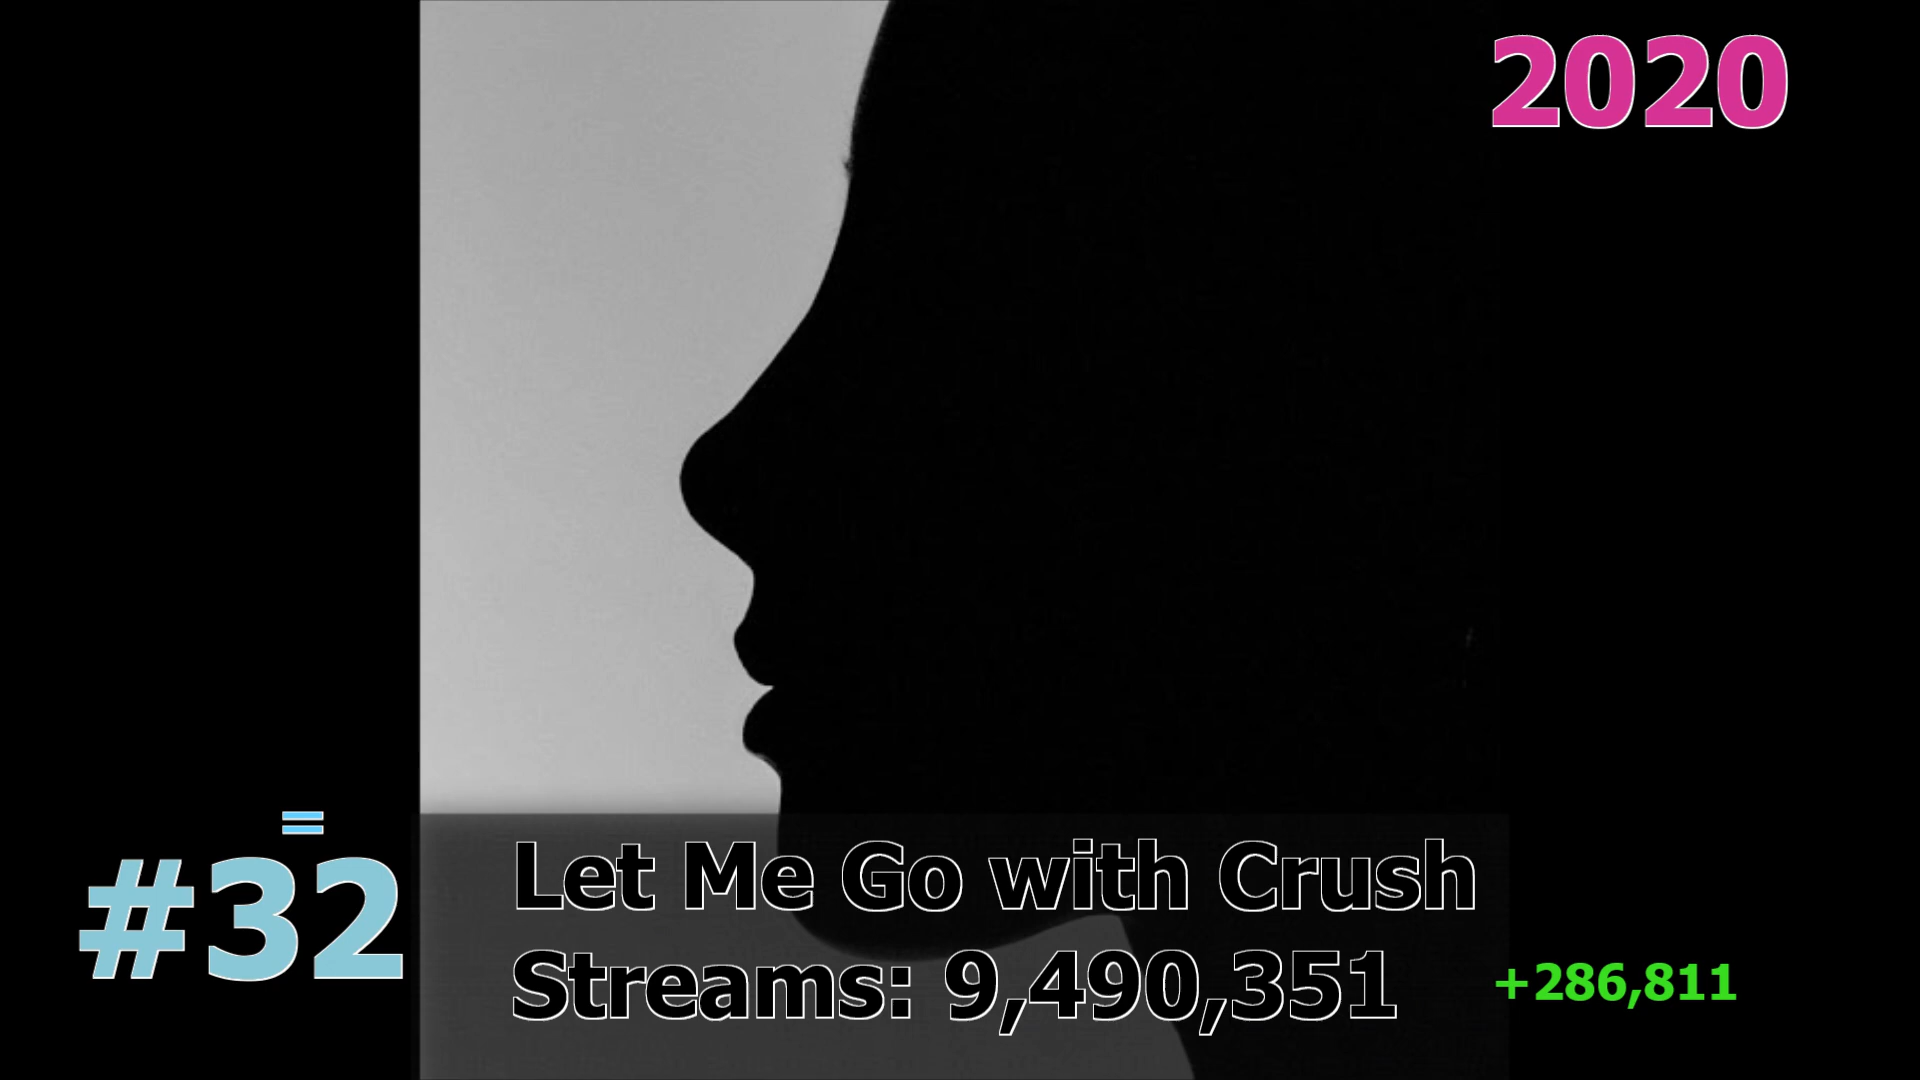 2020
=
#32
Let Me Go with Crush
Streams: 9,490,351
+286,811